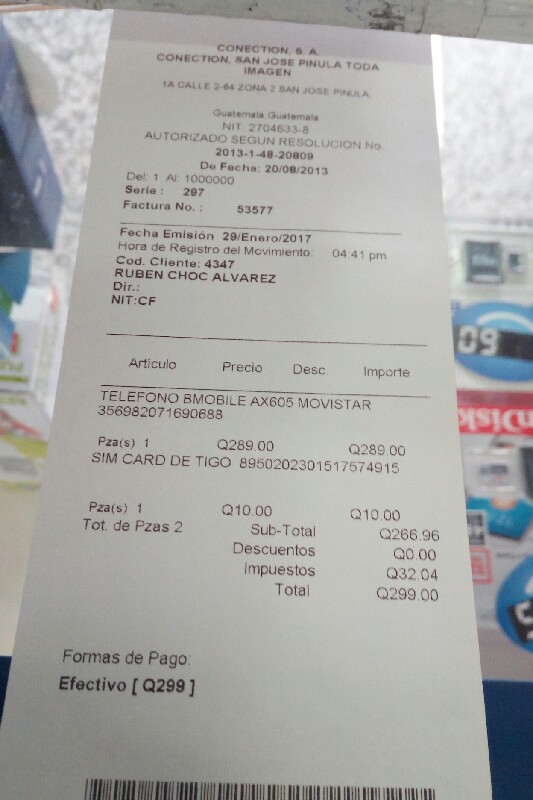 CONECTION, S. A.
CONECTION, SAN JOSE PINULA TODA
IMAGEN
1A CALLE 2-64 ZONA 2 SAN JOSE PINULA.
Guatemala,Guatemala
NIT: 2704633-8
AUTORIZADO SEGUN RESOLUCION No.
2013-1-48-20809
De Fecha: 20/08/2013
Del: 1 Al: 1000000
Serie : 297
Factura No. : 53577
Fecha Emisión 29/Enero/2017
Hora de Registro del Movimiento: 04:41 pm
Cod. Cliente: 4347
RUBEN CHOC ALVAREZ
Dir.:
NIT:CF
Articulo Precio Desc. Importe
TELEFONO BMOBILE AX605 MOVISTAR
356982071690688
Pza(s) 1 Q289.00 Q289.00
SIM CARD DE TIGO 8950202301517574915
Pza(s) 1 Q10.00 Q10.00
Tot. de Pzas 2 Sub-Total Q266.96
Descuentos Q0.00
Impuestos Q32.04
Total Q299.00
Formas de Pago:
Efectivo [ Q299 ]
09